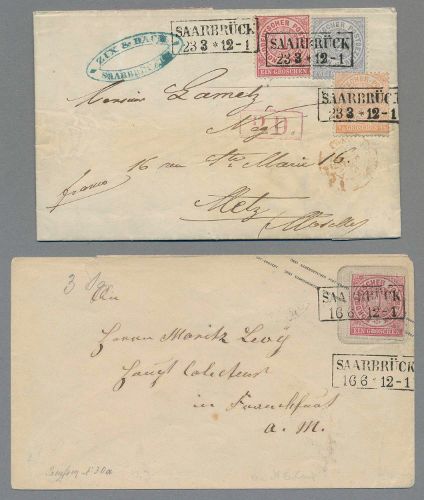 ZIX & BACH
SAARBRÜCKEN
SAARBRÜCK
23 3 * 12-1
SAARBRÜCK
23 3 * 12-1
EIN GROSCHEN
SAARBRÜCK
23 3 * 12-1
Monsieur Lametz,
Nég
P.D.
16 rue Ste Marie 16.
franco
Metz
Moselle
3
SAARBRÜCK
16 6 * 12-1
EIN GROSCHEN
An
Herrn Moritz Levÿ
SAARBRÜCK
16 6 * 12-1
Haupt Collecteur
in Frankfurt
a. M.